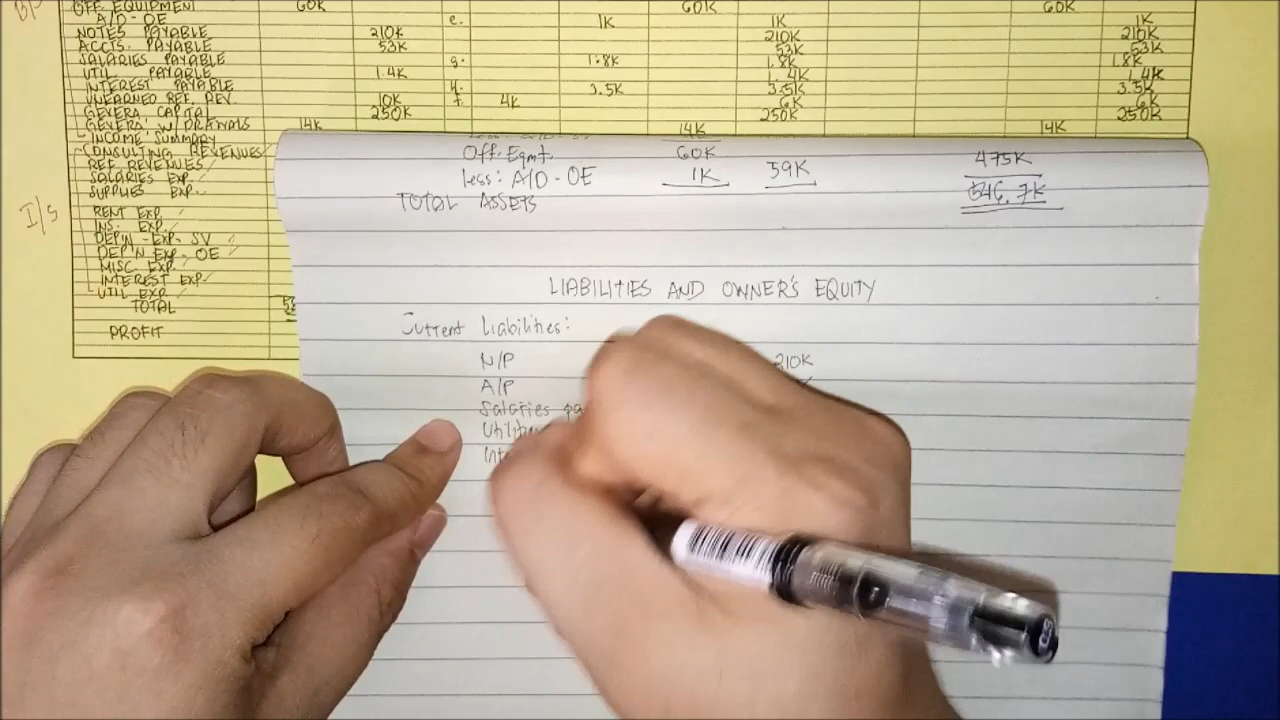 OFF. EQUIPMENT 60K 60K 60K
A/D - OE e. 1K 1K 1K
NOTES PAYABLE 210K 210K 210K
ACCTS. PAYABLE 53K 53K 53K
SALARIES PAYABLE g. 1.8K 1.8K 1.8K
UTIL. PAYABLE 1.4K 1.4K 1.4K
INTEREST PAYABLE h. 3.5K 3.5K 3.5K
UNEARNED REF. REV. 10K f. 4K 6K 6K
GEVERA CAPITAL 250K 250K 250K
GEVERA W/DRAWALS 14K 14K 14K
INCOME SUMMARY
CONSULTING REVENUES
REF. REVENUES
SALARIES EXP.
SUPPLIES EXP.
I/S
RENT EXP.
INS. EXP.
DEP'N - EXP. SV
DEP'N EXP. - OE
MISC. EXP.
INTEREST EXP.
UTIL EXP.
TOTAL
PROFIT
Off. Eqmt. 60K 475K
less: A/D - OE 1K 59K 546.7K
TOTAL ASSETS
LIABILITIES AND OWNER'S EQUITY
Current liabilities:
N/P 210K
A/P
Salaries